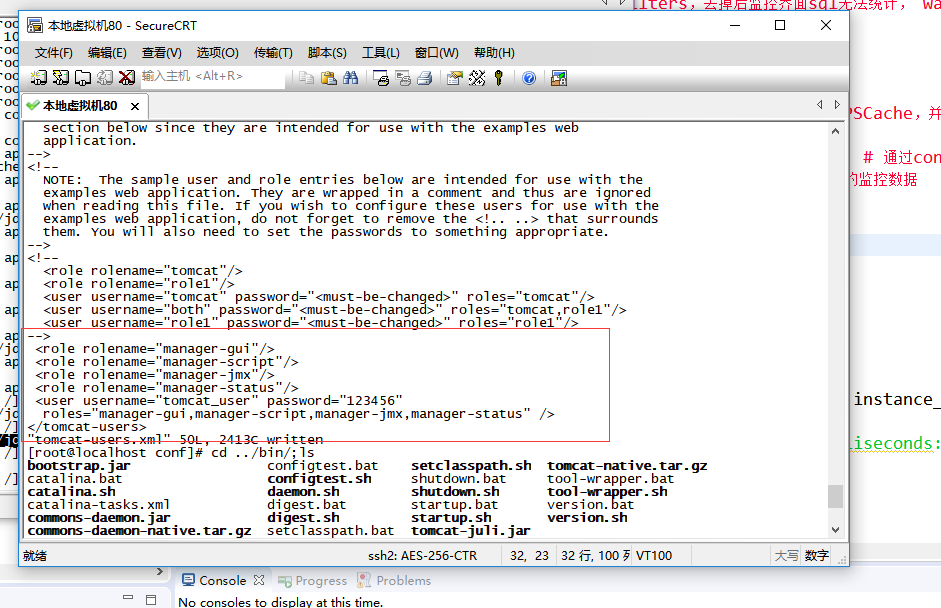 lters，去掉后监控界面sql无法统计，
本地虚拟机80 - SecureCRT
文件(F) 编辑(E) 查看(V) 选项(O) 传输(T) 脚本(S) 工具(L) 窗口(W) 帮助(H)
输入主机 <Alt+R>
本地虚拟机80
SCache，并
# 通过con
的监控数据
section below since they are intended for use with the examples web
application.
-->
<!--
NOTE:  The sample user and role entries below are intended for use with the
examples web application. They are wrapped in a comment and thus are ignored
when reading this file. If you wish to configure these users for use with the
examples web application, do not forget to remove the <!.. ..> that surrounds
them. You will also need to set the passwords to something appropriate.
-->
<!--
<role rolename="tomcat"/>
<role rolename="role1"/>
<user username="tomcat" password="<must-be-changed>" roles="tomcat"/>
<user username="both" password="<must-be-changed>" roles="tomcat,role1"/>
<user username="role1" password="<must-be-changed>" roles="role1"/>
-->
<role rolename="manager-gui"/>
<role rolename="manager-script"/>
<role rolename="manager-jmx"/>
<role rolename="manager-status"/>
<user username="tomcat_user" password="123456"
roles="manager-gui,manager-script,manager-jmx,manager-status" />
</tomcat-users>
"tomcat-users.xml" 50L, 2413C written
[root@localhost conf]# cd ../bin/;ls
bootstrap.jar configtest.bat setclasspath.sh tomcat-native.tar.gz
catalina.bat configtest.sh shutdown.bat tool-wrapper.bat
catalina.sh daemon.sh shutdown.sh tool-wrapper.sh
catalina-tasks.xml digest.bat startup.bat version.bat
commons-daemon.jar digest.sh startup.sh version.sh
commons-daemon-native.tar.gz setclasspath.bat tomcat-juli.jar
instance_
iseconds:
就绪 ssh2: AES-256-CTR 32, 23 32 行, 100 列 VT100 大写 数字
Console Progress Problems
No consoles to display at this time.